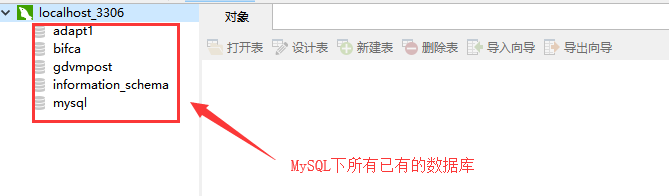 localhost_3306
adapt1
bifca
gdvmpost
information_schema
mysql
对象
打开表 设计表 新建表 删除表 导入向导 导出向导
MySQL下所有已有的数据库